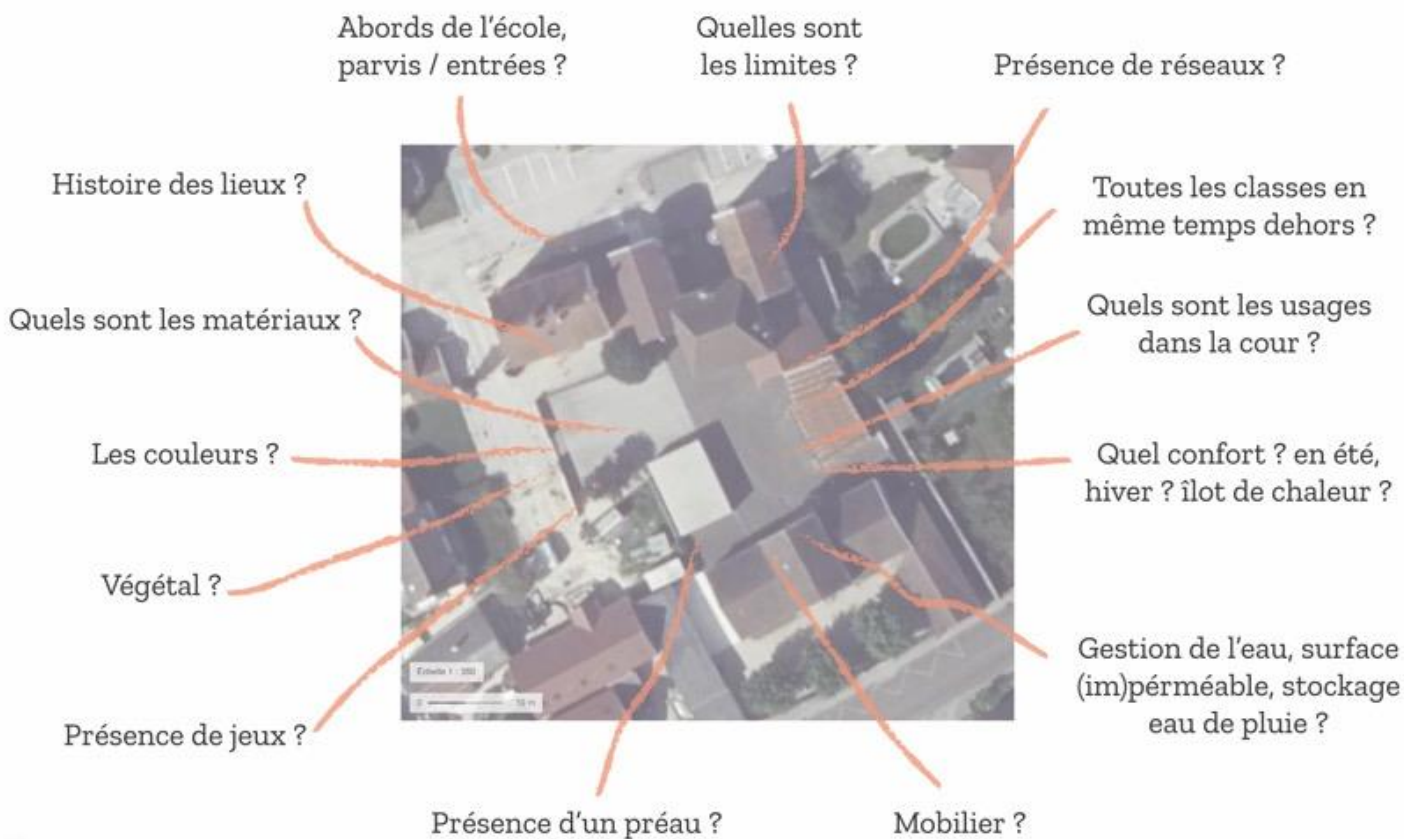 Abords de l'école,
parvis / entrées ?
Quelles sont
les limites ?
Présence de réseaux ?
Histoire des lieux ?
Toutes les classes en
même temps dehors ?
Quels sont les matériaux ?
Quels sont les usages
dans la cour ?
Les couleurs ?
Quel confort ? en été,
hiver ? îlot de chaleur ?
Végétal ?
Gestion de l'eau, surface
(im)pérméable, stockage
eau de pluie ?
Présence de jeux ?
Présence d'un préau ?
Mobilier ?